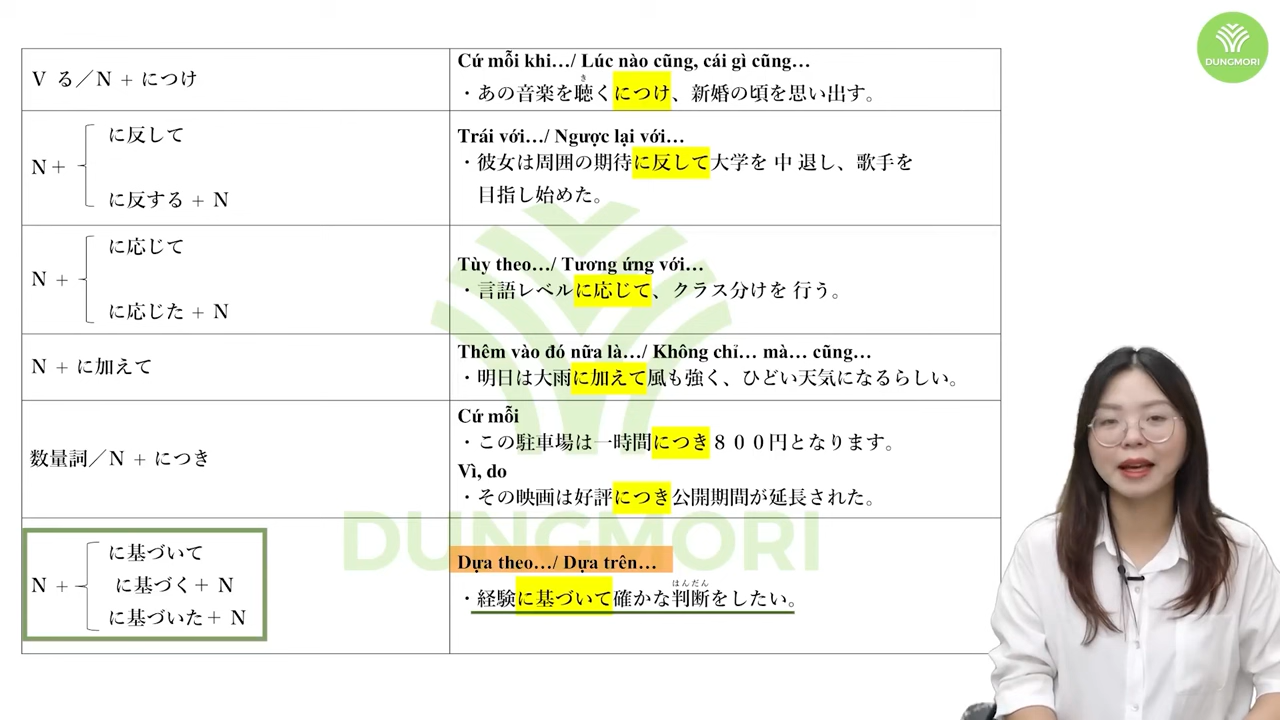 V る／N + につけ
Cứ mỗi khi…/ Lúc nào cũng, cái gì cũng…
き
・あの音楽を聴くにつけ、新婚の頃を思い出す。
N+
に反して
に反する + N
Trái với…/ Ngược lại với…
・彼女は周囲の期待に反して大学を 中 退し、歌手を
目指し始めた。
N +
に応じて
に応じた + N
Tùy theo…/ Tương ứng với…
・言語レベルに応じて、クラス分けを 行う。
N + に加えて
Thêm vào đó nữa là…/ Không chỉ… mà… cũng…
・明日は大雨に加えて風も強く、ひどい天気になるらしい。
数量詞／N + につき
Cứ mỗi
・この駐車場は一時間につき８００円となります。
Vì, do
・その映画は好評につき公開期間が延長された。
N +
に基づいて
に基づく+ N
に基づいた+ N
Dựa theo…/ Dựa trên…
はんだん
・経験に基づいて確かな判断をしたい。
DUNGMORI
DUNGMORI